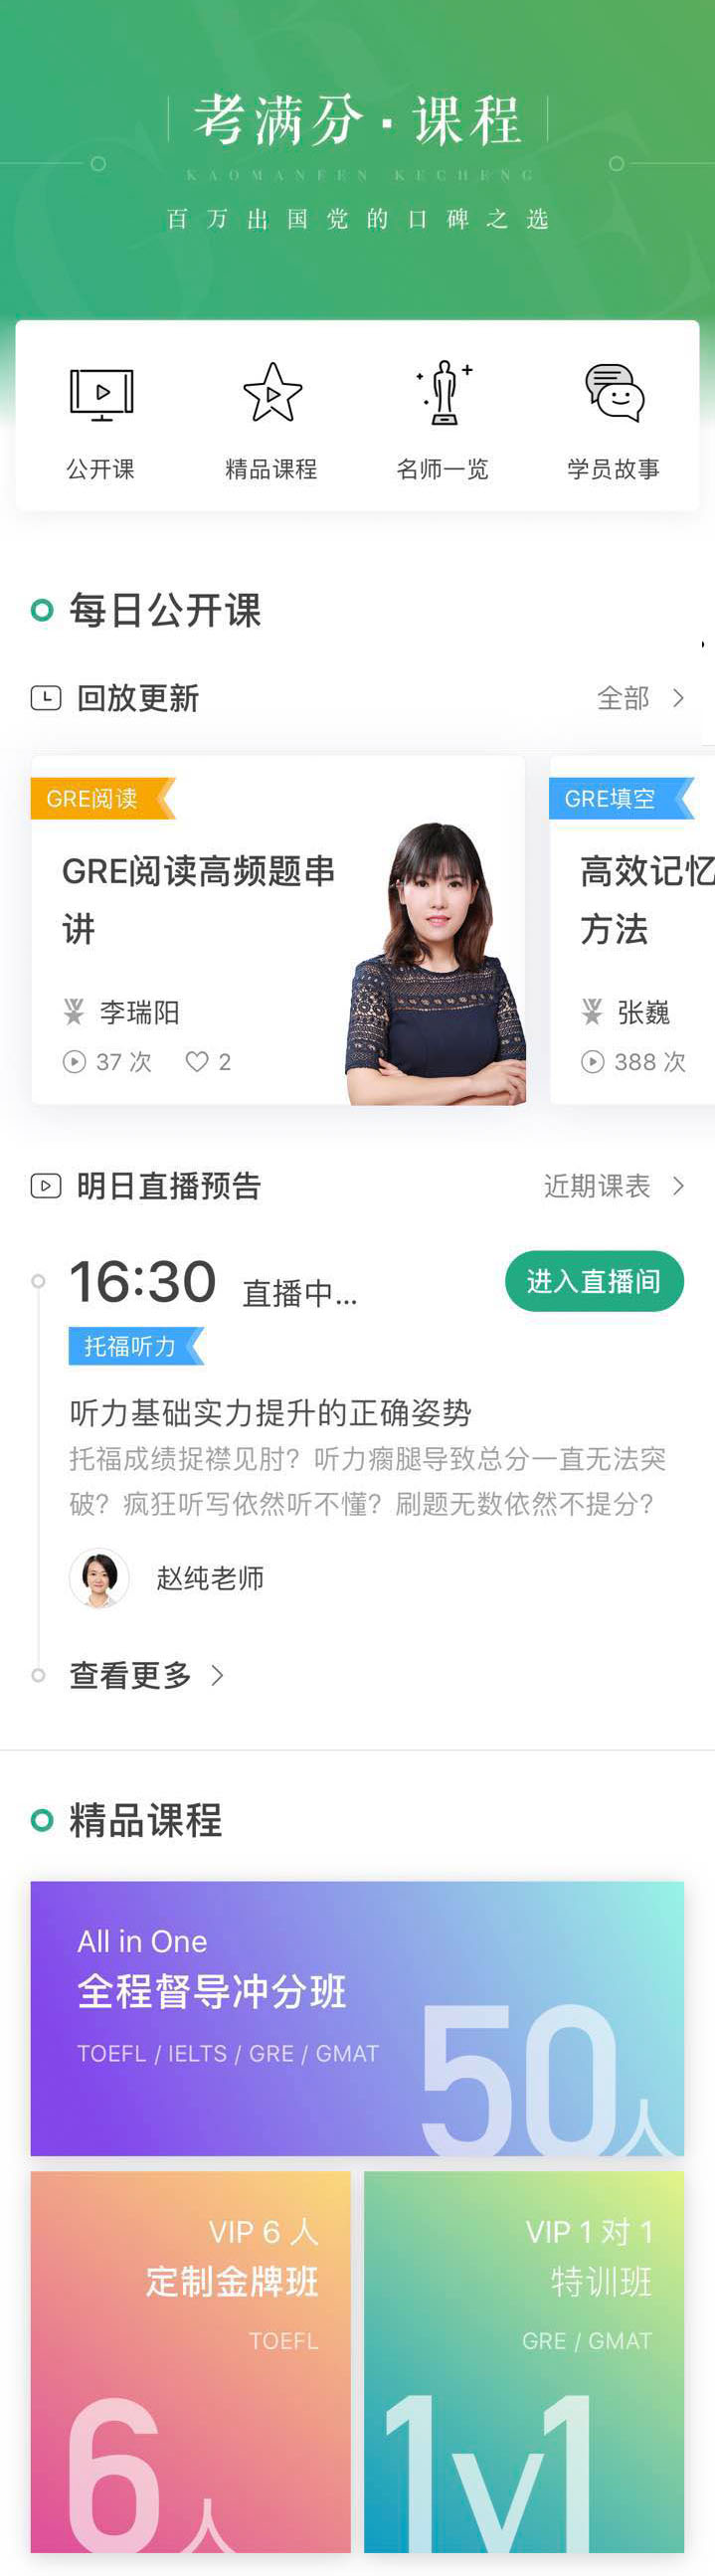 考满分·课程
KAOMANFEN KECHENG
百万出国党的口碑之选
公开课
精品课程
名师一览
学员故事
每日公开课
回放更新
全部
GRE阅读
GRE阅读高频题串
讲
李瑞阳
37 次
2
GRE填空
高效记忆
方法
张巍
388 次
明日直播预告
近期课表
16:30 直播中...
进入直播间
托福听力
听力基础实力提升的正确姿势
托福成绩捉襟见肘？听力瘸腿导致总分一直无法突
破？疯狂听写依然听不懂？刷题无数依然不提分？
赵纯老师
查看更多
精品课程
All in One
全程督导冲分班
TOEFL / IELTS / GRE / GMAT
50人
VIP 6 人
定制金牌班
TOEFL
6人
VIP 1 对 1
特训班
GRE / GMAT
1v1